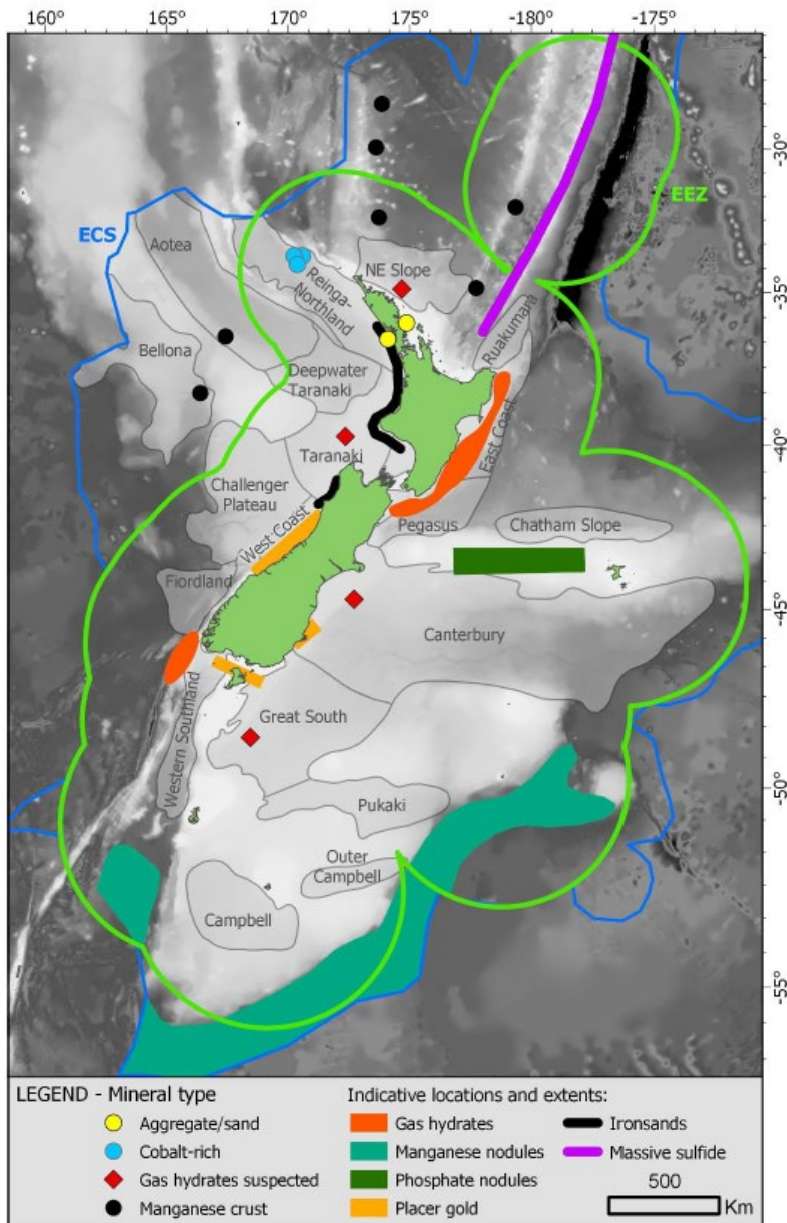 160°
165°
170°
175°
-180°
-175°
-30°
ECS
EEZ
Aotea
NE Slope
Reinga-
Northland
-35°
Ruakumara
Bellona
Deepwater
Taranaki
Taranaki
East Coast
-40°
Challenger
Plateau
West Coast
Pegasus
Chatham Slope
Fiordland
-45°
Canterbury
Great South
Western Southland
-50°
Pukaki
Outer
Campbell
Campbell
-55°
LEGEND - Mineral type
Aggregate/sand
Cobalt-rich
Gas hydrates suspected
Manganese crust
Indicative locations and extents:
Gas hydrates
Manganese nodules
Phosphate nodules
Placer gold
Ironsands
Massive sulfide
500
Km